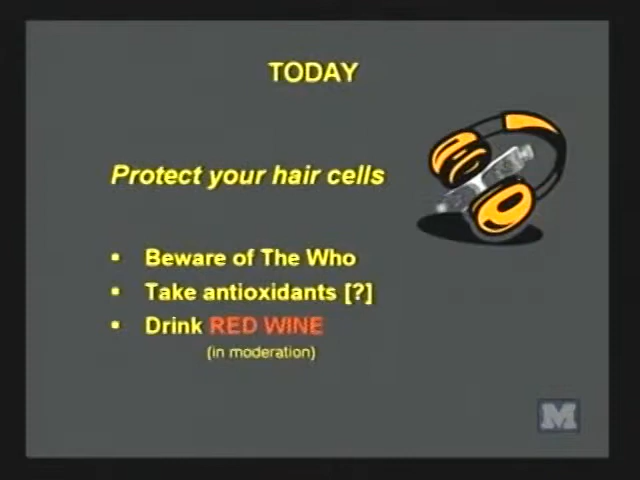 TODAY
Protect your hair cells
• Beware of The Who
• Take antioxidants [?]
• Drink RED WINE
(in moderation)
M